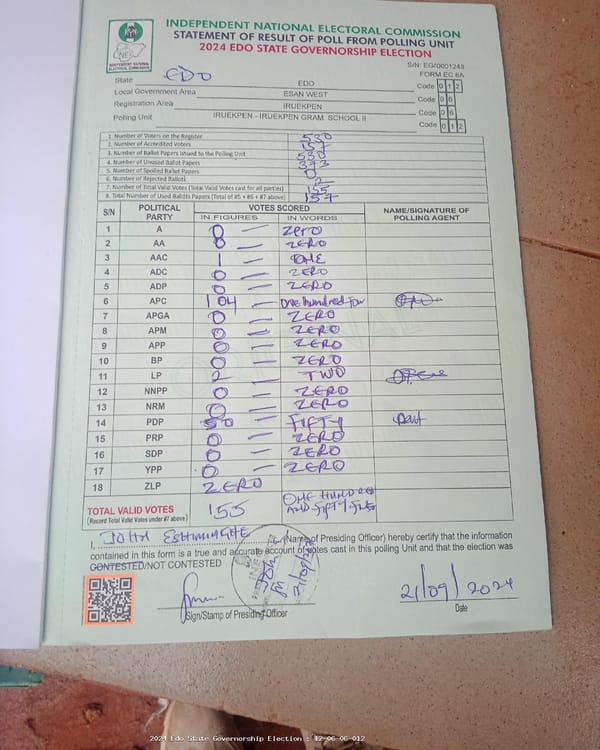 INDEPENDENT NATIONAL ELECTORAL COMMISSION
STATEMENT OF RESULT OF POLL FROM POLLING UNIT
2024 EDO STATE GOVERNORSHIP ELECTION
S/N: EG/0001243
FORM EC 8A
INDEPENDENT NATIONAL ELECTORAL COMMISSION
State EDO EDO Code 0 1 2
Local Government Area ESAN WEST Code 0 6
Registration Area IRUEKPEN Code 0 6
Polling Unit IRUEKPEN - IRUEKPEN GRAM. SCHOOL II Code 0 1 2
1. Number of Voters on the Register 530
2. Number of Accredited Voters 157
3. Number of Ballot Papers Issued to the Polling Unit 530
4. Number of Unused Ballot Papers 373
5. Number of Spoiled Ballot Papers 0
6. Number of Rejected Ballots 2
7. Number of Total Valid Votes (Total Valid Votes cast for all parties) 155
8. Total Number of Used Ballots Papers (Total of #5 + #6 + #7 above) 157
S/N POLITICAL PARTY VOTES SCORED NAME/SIGNATURE OF POLLING AGENT
IN FIGURES IN WORDS
1 A 0 — Zero
2 AA 0 — ZERO
3 AAC 1 — ONE
4 ADC 0 — ZERO
5 ADP 0 — ZERO
6 APC 104 — One hundred for
7 APGA 0 — ZERO
8 APM 0 — ZERO
9 APP 0 — ZERO
10 BP 0 — ZERO
11 LP 2 — TWO
12 NNPP 0 — ZERO
13 NRM 0 — ZERO
14 PDP 50 — FIFTY
15 PRP 0 — ZERO
16 SDP 0 — ZERO
17 YPP 0 — ZERO
18 ZLP ZERO
TOTAL VALID VOTES 155 ONE HUNDRED
(Record Total Valid Votes under #7 above) AND FIFTY
I, JOHN (Name of Presiding Officer) hereby certify that the information
contained in this form is a true and accurate account of votes cast in this polling Unit and that the election was
CONTESTED/NOT CONTESTED
21/09/2024
Sign/Stamp of Presiding Officer
Date
2024 Edo State Governorship Election : 12-06-06-012